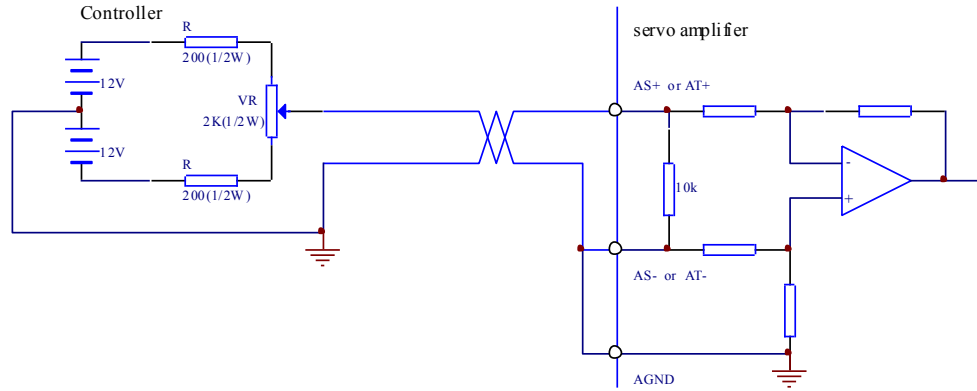 Controller
servo amplifier
R
200(1/2W)
12V
VR
2K(1/2W)
12V
R
200(1/2W)
AS+ or AT+
10k
-
+
AS- or AT-
AGND